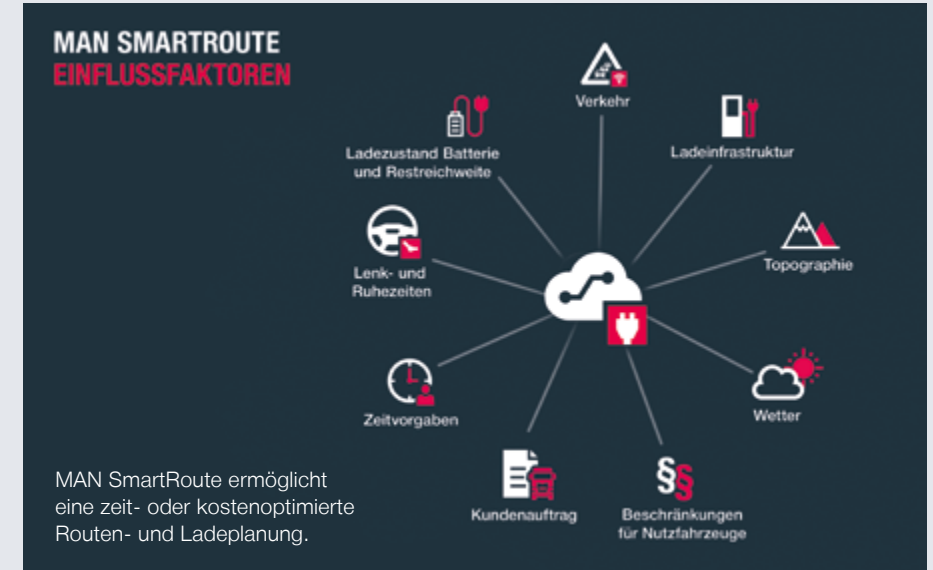 MAN SMARTROUTE
EINFLUSSFAKTOREN
Verkehr
Ladezustand Batterie
und Restreichweite
Ladeinfrastruktur
Lenk- und
Ruhezeiten
Topographie
Zeitvorgaben
Wetter
Kundenauftrag
§§
Beschränkungen
für Nutzfahrzeuge
MAN SmartRoute ermöglicht
eine zeit- oder kostenoptimierte
Routen- und Ladeplanung.